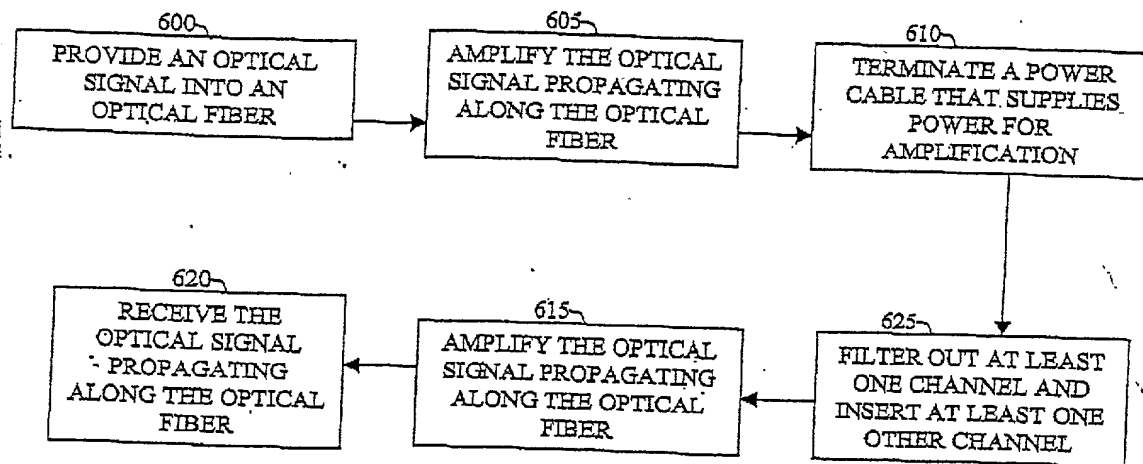 600
PROVIDE AN OPTICAL
SIGNAL INTO AN
OPTICAL FIBER
605
AMPLIFY THE OPTICAL
SIGNAL PROPAGATING
ALONG THE OPTICAL
FIBER
610
TERMINATE A POWER
CABLE THAT SUPPLIES
POWER FOR
AMPLIFICATION
620
RECEIVE THE
OPTICAL SIGNAL
PROPAGATING
ALONG THE OPTICAL
FIBER
615
AMPLIFY THE OPTICAL
SIGNAL PROPAGATING
ALONG THE OPTICAL
FIBER
625
FILTER OUT AT LEAST
ONE CHANNEL AND
INSERT AT LEAST ONE
OTHER CHANNEL